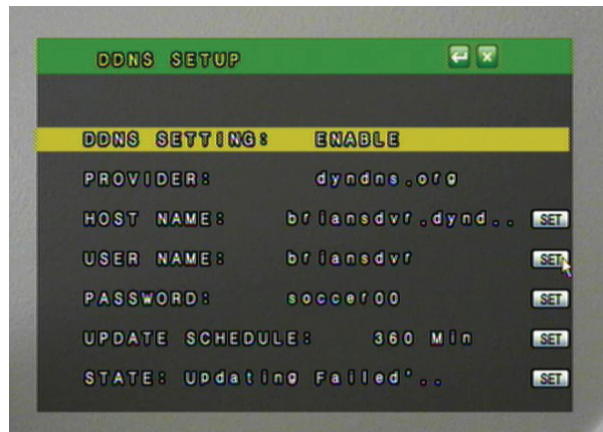 DDNS SETUP
DDNS SETTING: ENABLE
PROVIDER: dyndns.org
HOST NAME: briansdvr.dynd.. SET
USER NAME: briansdvr SET
PASSWORD: soccer00 SET
UPDATE SCHEDULE: 360 Min SET
STATE: Updating Failed'.. SET